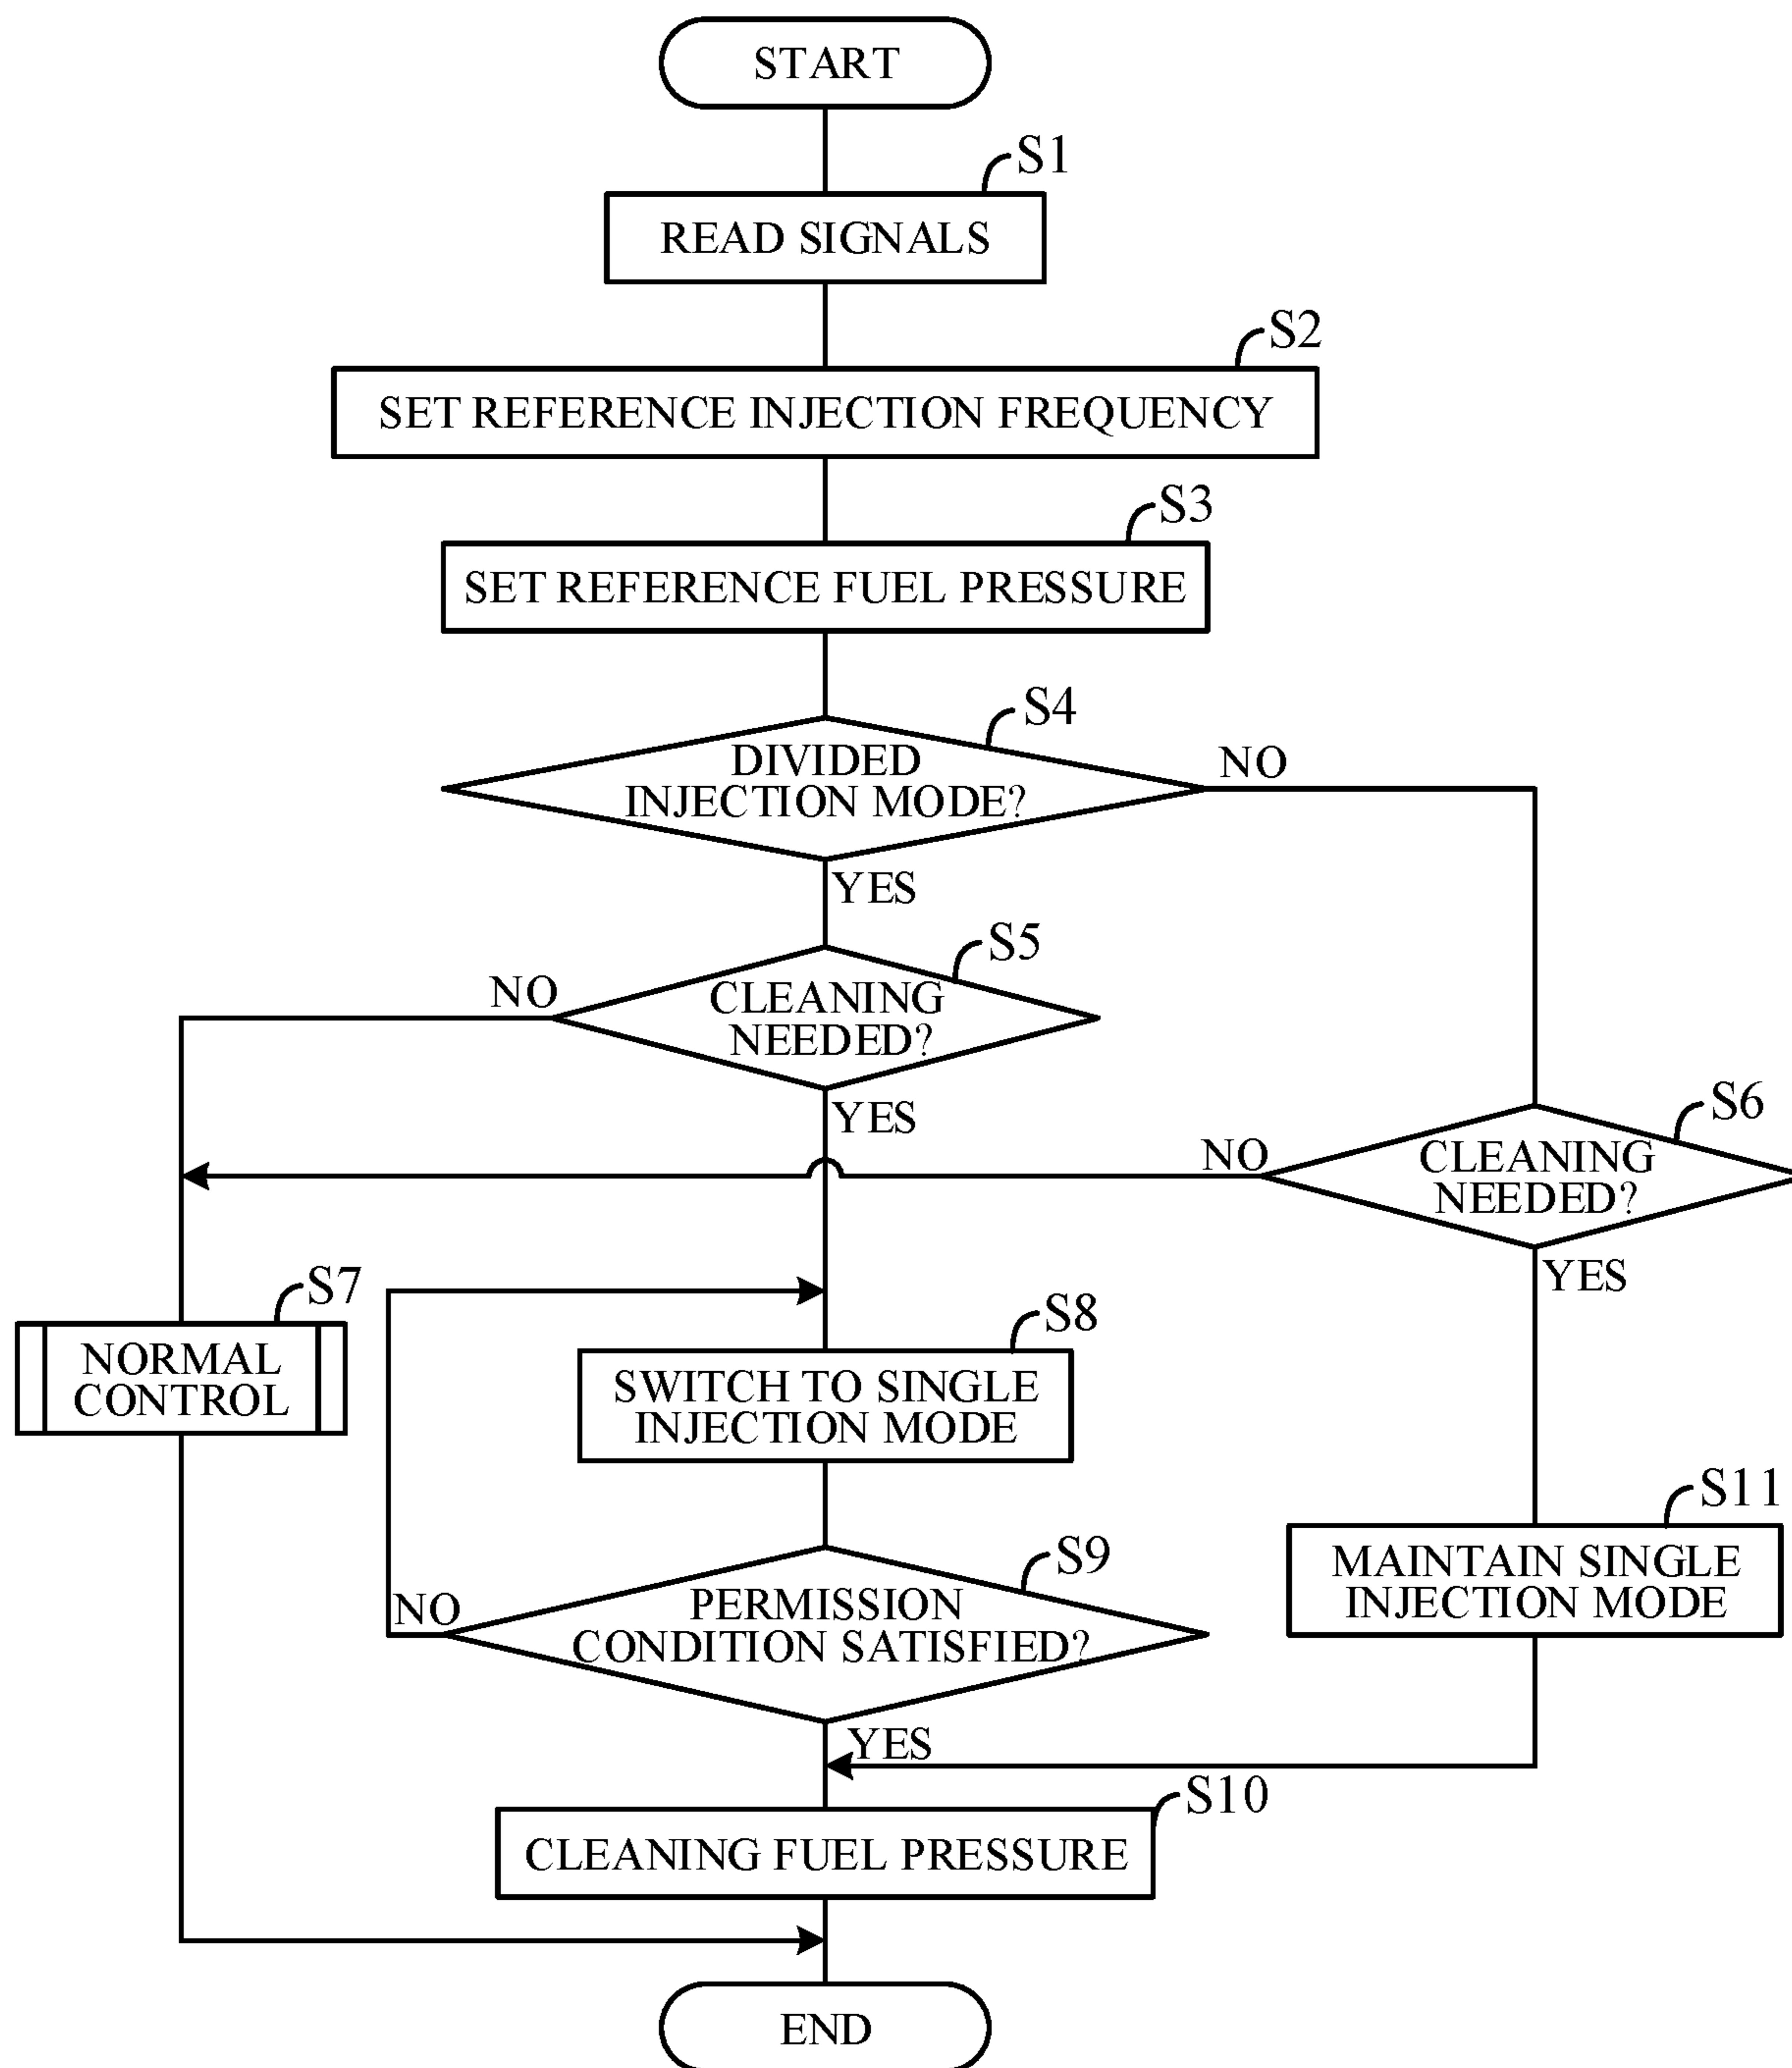 START
S1
READ SIGNALS
S2
SET REFERENCE INJECTION FREQUENCY
S3
SET REFERENCE FUEL PRESSURE
S4
DIVIDED
INJECTION MODE?
NO
YES
S5
NO
CLEANING
NEEDED?
YES
S6
NO
CLEANING
NEEDED?
YES
S7
NORMAL
CONTROL
S8
SWITCH TO SINGLE
INJECTION MODE
S9
NO
PERMISSION
CONDITION SATISFIED?
YES
S11
MAINTAIN SINGLE
INJECTION MODE
S10
CLEANING FUEL PRESSURE
END